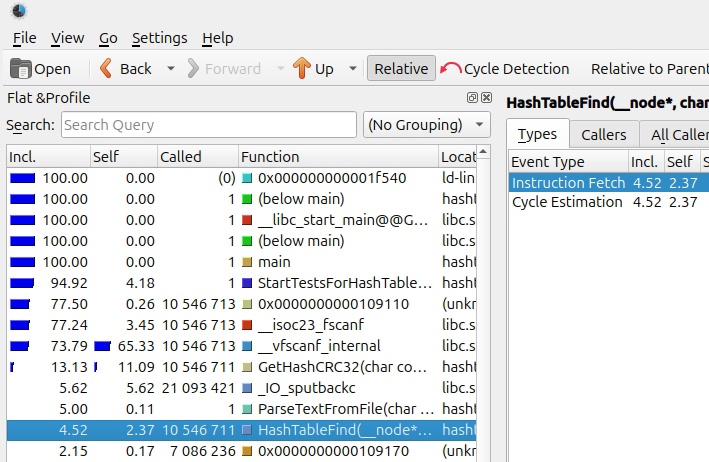 File View Go Settings Help
Open Back Forward Up Relative Cycle Detection Relative to Parent
Flat &Profile
HashTableFind(__node*, char
Search: Search Query (No Grouping)
Types Callers All Caller
Incl. Self Called Function Locat
Event Type Incl. Self S
100.00 0.00 (0) 0x000000000001f540 ld-lin
Instruction Fetch 4.52 2.37
100.00 0.00 1 (below main) hasht
Cycle Estimation 4.52 2.37
100.00 0.00 1 __libc_start_main@@G... libc.s
100.00 0.00 1 (below main) libc.s
100.00 0.00 1 main hasht
94.92 4.18 1 StartTestsForHashTable... hasht
77.50 0.26 10 546 713 0x0000000000109110 (unkr
77.24 3.45 10 546 713 __isoc23_fscanf libc.s
73.79 65.33 10 546 713 __vfscanf_internal libc.s
13.13 11.09 10 546 711 GetHashCRC32(char co... hasht
5.62 5.62 21 093 421 _IO_sputbackc libc.s
5.00 0.11 1 ParseTextFromFile(char ... hasht
4.52 2.37 10 546 711 HashTableFind(__node*... hasht
2.15 0.17 7 086 236 0x0000000000109170 (unkr